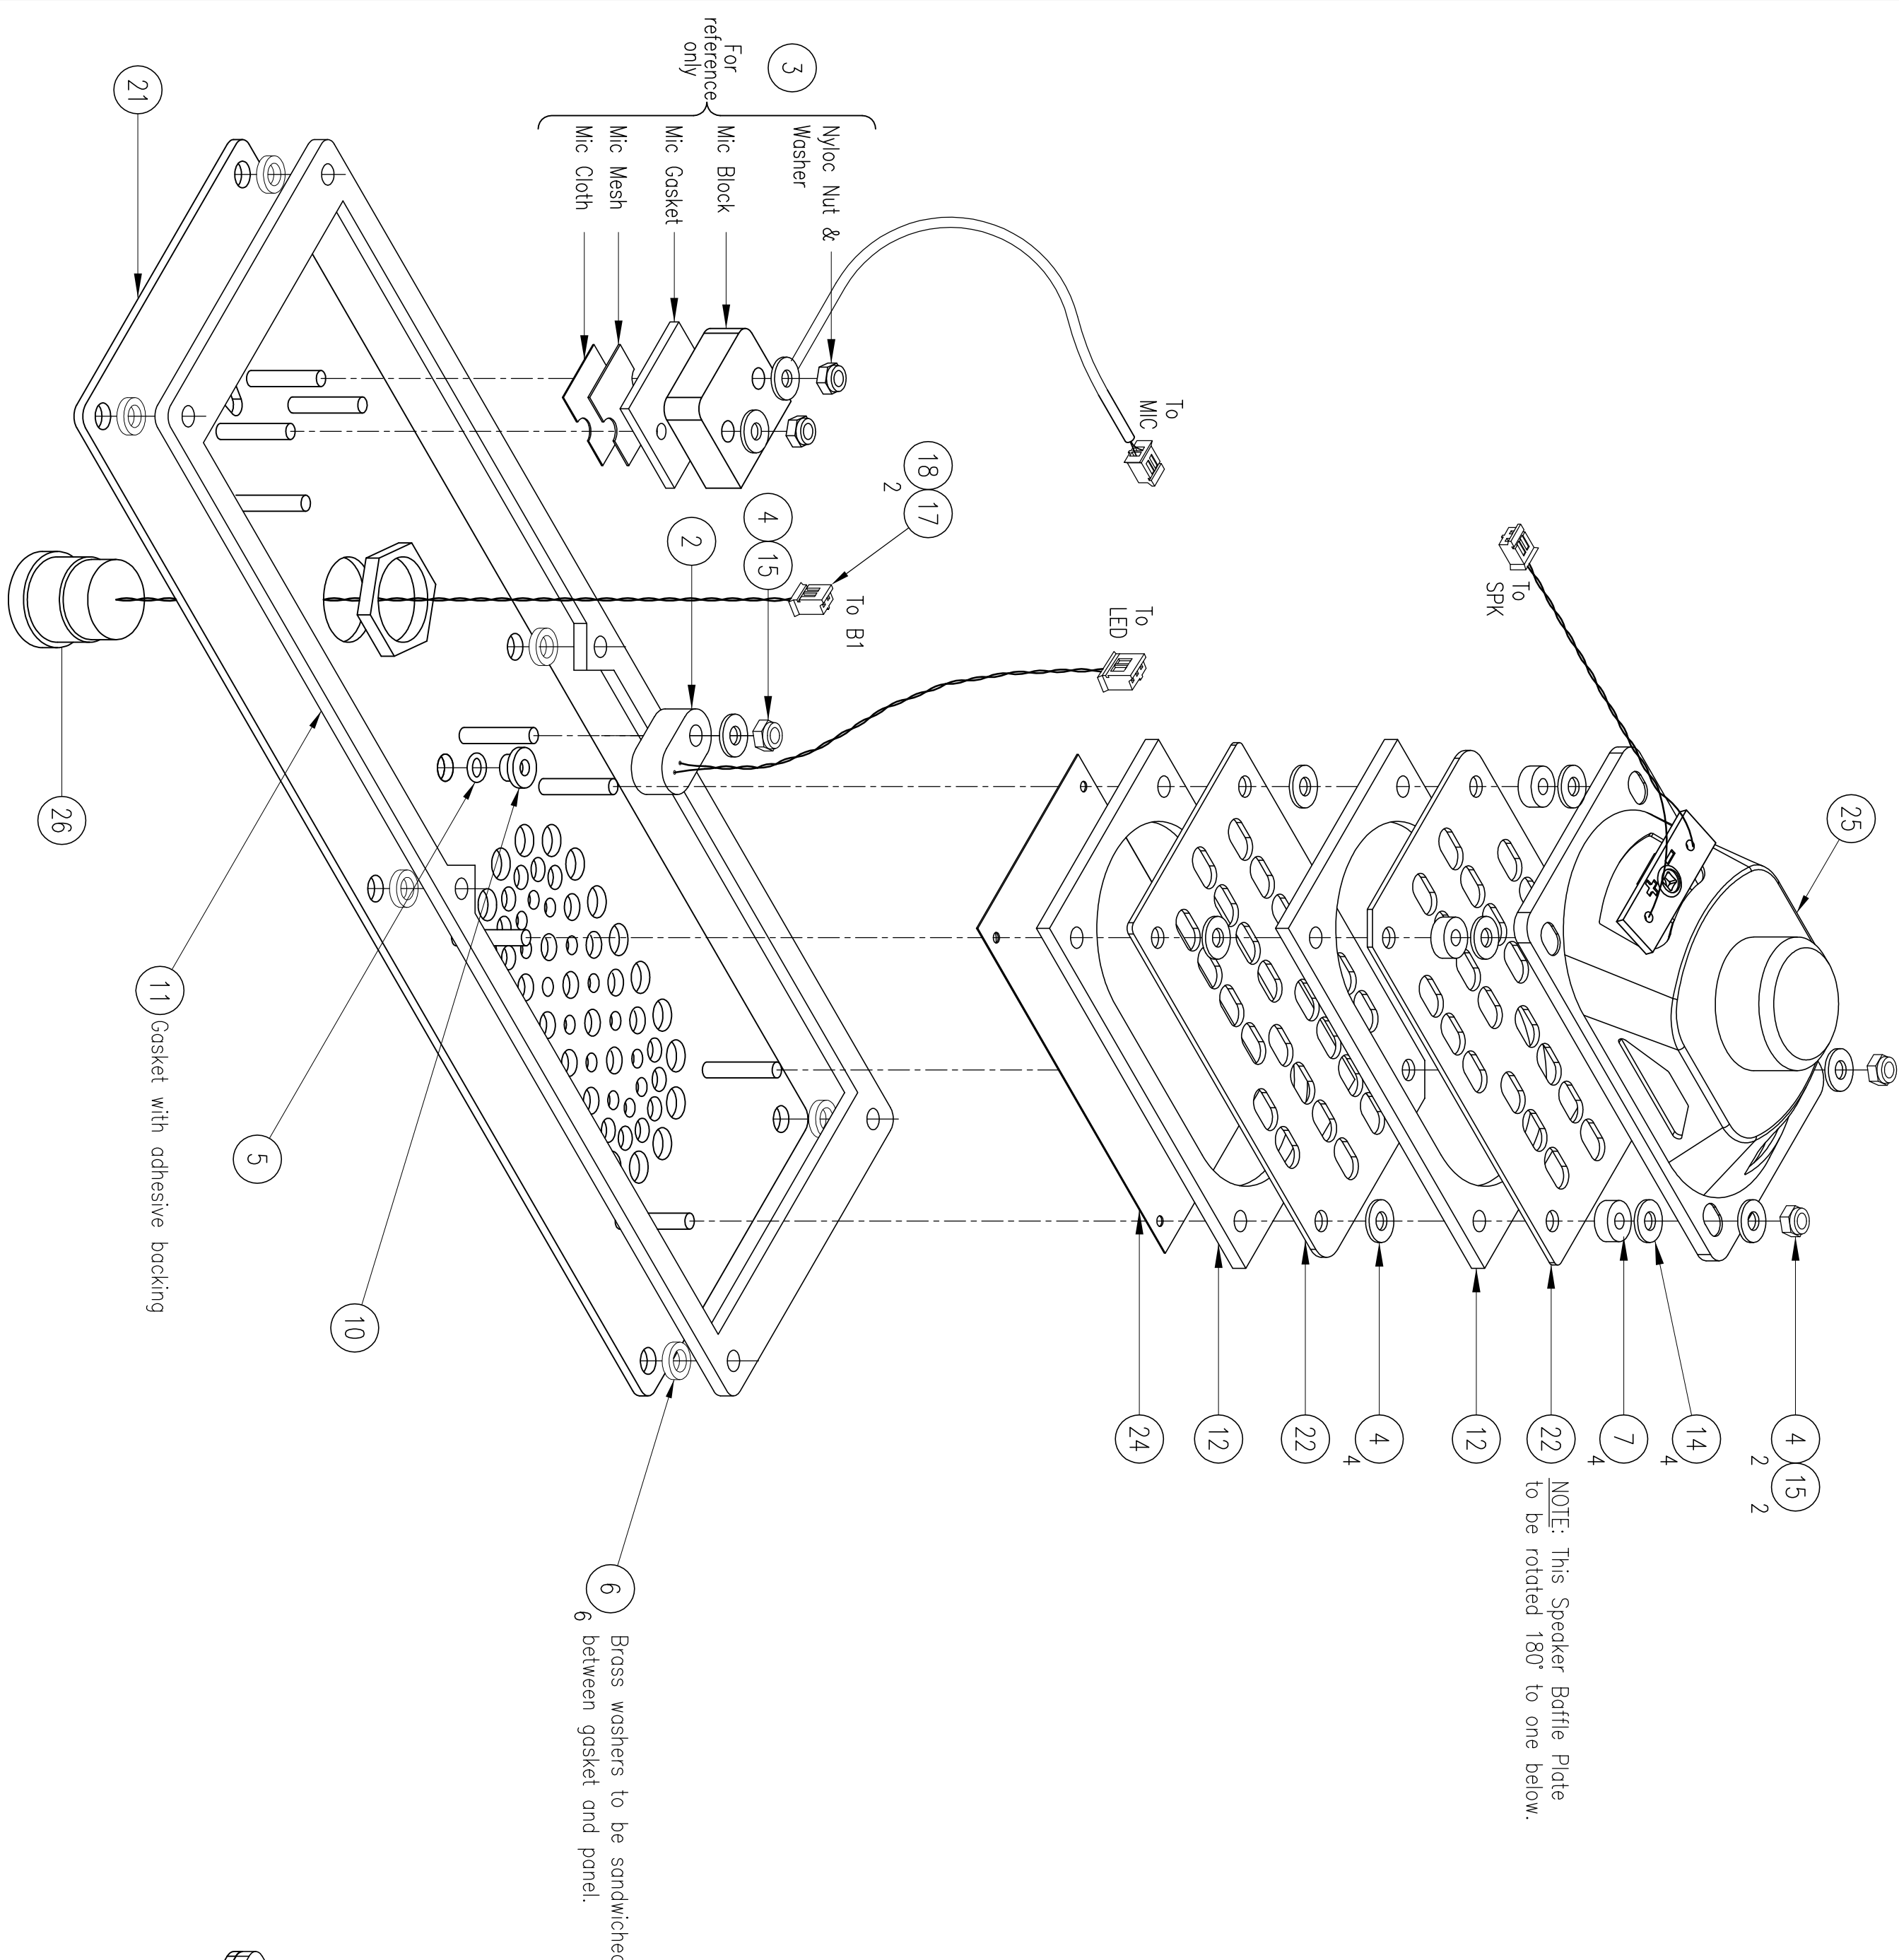 3
For
reference
only
Nyloc Nut &
Washer
Mic Block
Mic Gasket
Mic Mesh
Mic Cloth
21
To
MIC
18 17
2
4 15
2
To B1
To
LED
To
SPK
25
26
11 Gasket with adhesive backing
5
10
4 15
2 2
14
4
7
4
22
NOTE: This Speaker Baffle Plate
to be rotated 180° to one below.
12
4
4
22
12
24
6
6
Brass washers to be sandwiched
between gasket and panel.
- +